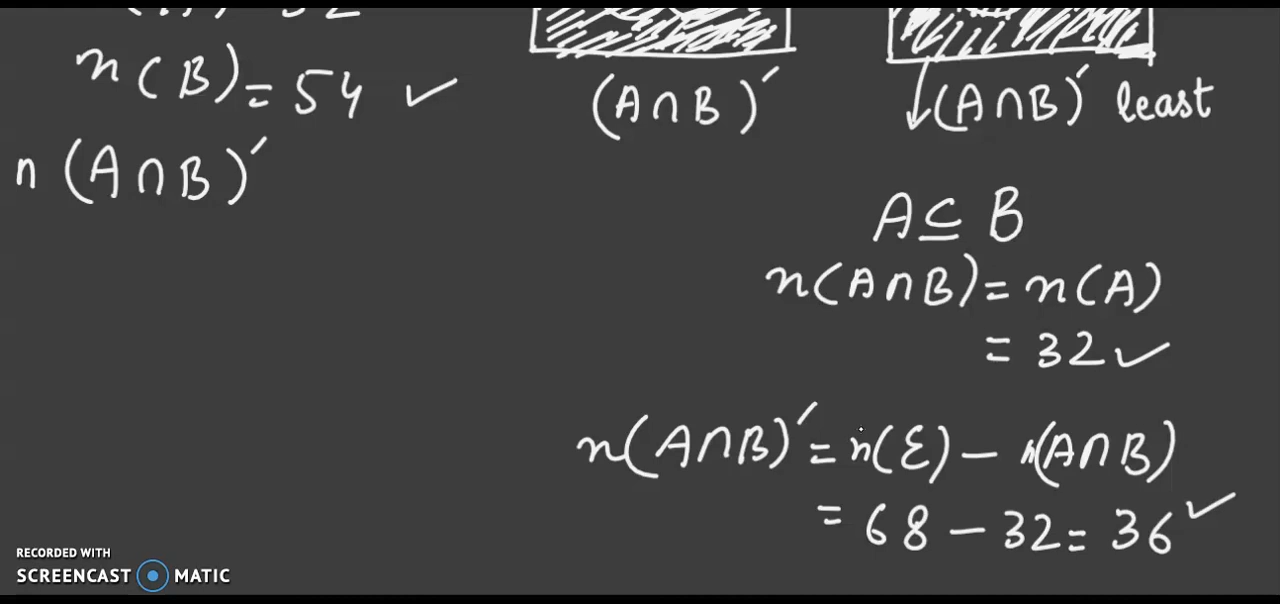 n(B) = 54 ✓
n(A∩B)′
(A∩B)′
(A∩B)′ least
A ⊆ B
n(A∩B) = n(A)
= 32 ✓
n(A∩B)′ = n(Ɛ) − n(A∩B)
= 68 − 32 = 36 ✓
RECORDED WITH
SCREENCAST MATIC